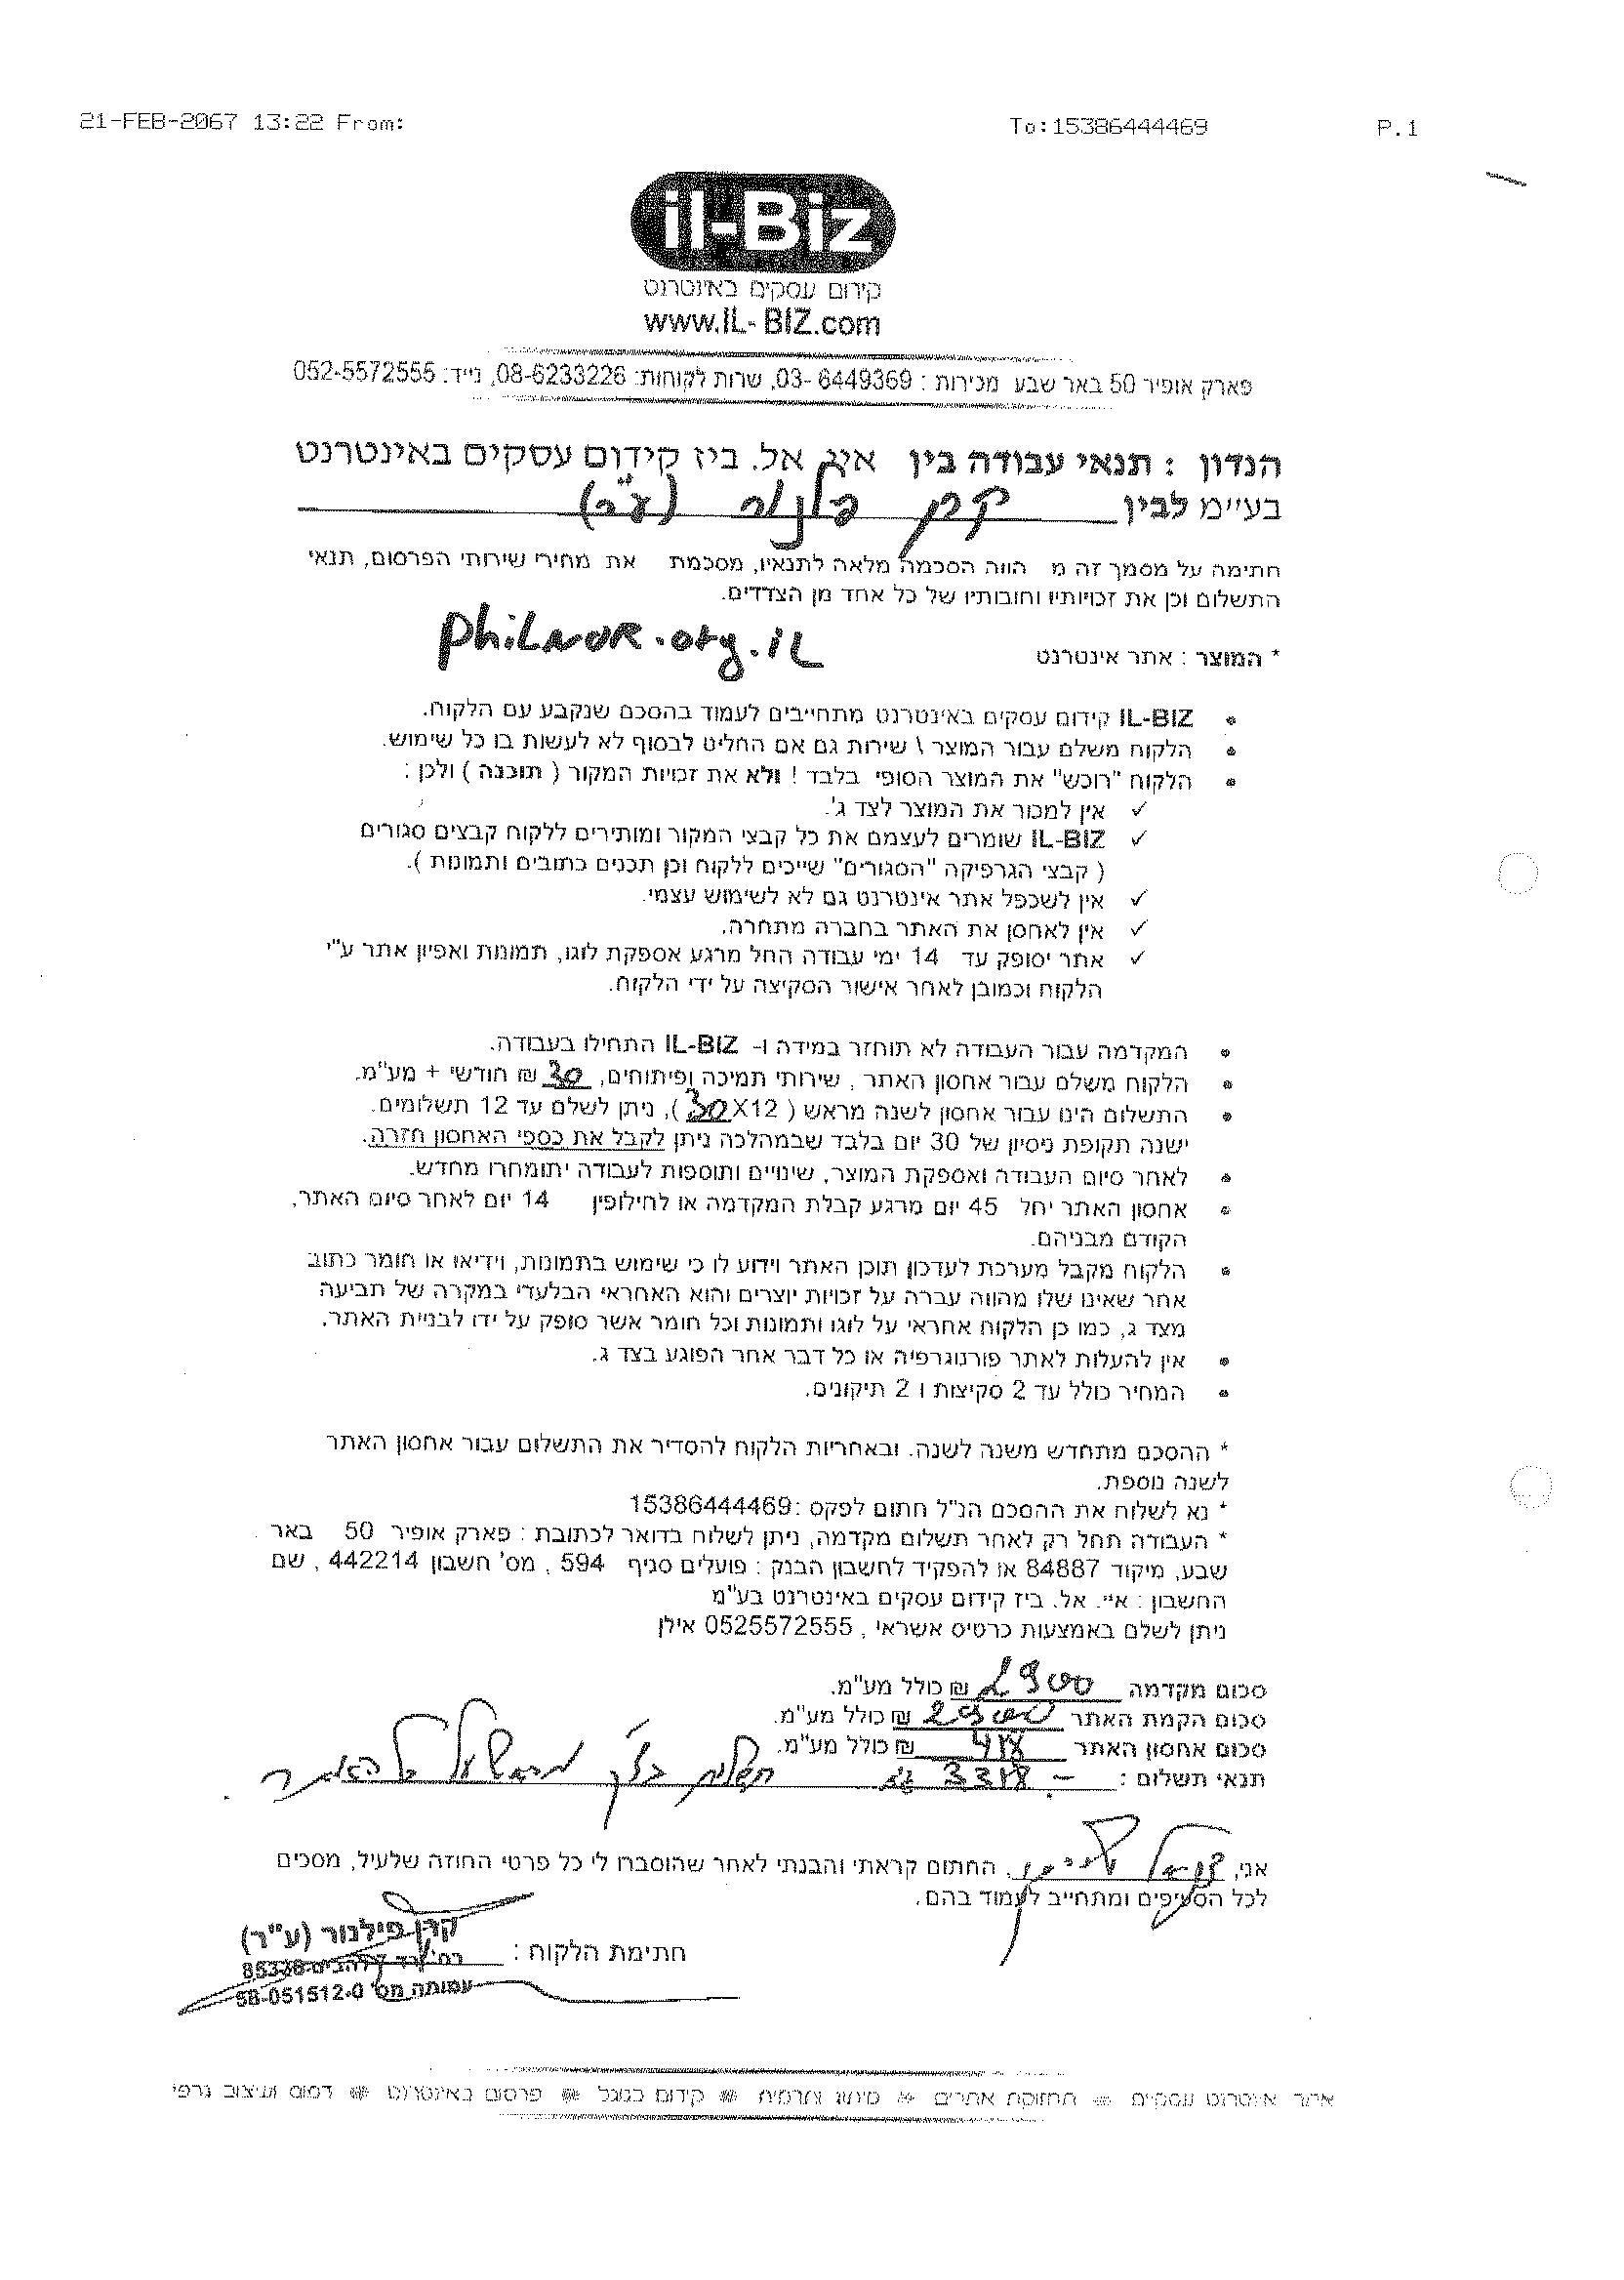 21-FEB-2067 13:22 From: To:15386444469 P.1
il-Biz
קידום עסקים באינטרנט
www.IL-BIZ.com
פארק אופיר 50 באר שבע מכירות : 03- 6449369, שרות לקוחות: 08-6233226, נייד: 052-5572555
הנדון : תנאי עבודה בין איי. אל. ביז קידום עסקים באינטרנט
בע"מ לבין קרן פילנור (ע"ר)
חתימה על מסמך זה מ הווה הסכמה מלאה לתנאיו, מסכמת את מחירי שירותי הפרסום, תנאי
התשלום וכן את זכויותיו וחובותיו של כל אחד מן הצדדים.
* המוצר : אתר אינטרנט philnor.org.il
• IL-BIZ קידום עסקים באינטרנט מתחייבים לעמוד בהסכם שנקבע עם הלקוח.
• הלקוח משלם עבור המוצר \ שירות גם אם החליט לבסוף לא לעשות בו כל שימוש.
• הלקוח "רוכש" את המוצר הסופי בלבד ! ולא את זכויות המקור ( תוכנה ) ולכן :
✓ אין למכור את המוצר לצד ג'.
✓ IL-BIZ שומרים לעצמם את כל קבצי המקור ומותירים ללקוח קבצים סגורים
( קבצי הגרפיקה "הסגורים" שייכים ללקוח וכן תכנים כתובים ותמונות ).
✓ אין לשכפל אתר אינטרנט גם לא לשימוש עצמי.
✓ אין לאחסן את האתר בחברה מתחרה.
✓ אתר יסופק עד 14 ימי עבודה החל מרגע אספקת לוגו, תמונות ואפיון אתר ע"י
הלקוח וכמובן לאחר אישור הסקיצה על ידי הלקוח.
• המקדמה עבור העבודה לא תוחזר במידה ו- IL-BIZ התחילו בעבודה.
• הלקוח משלם עבור אחסון האתר , שירותי תמיכה ופיתוחים, 30 ₪ חודשי + מע"מ.
• התשלום הינו עבור אחסון לשנה מראש ( 30X12 ), ניתן לשלם עד 12 תשלומים.
ישנה תקופת ניסיון של 30 יום בלבד שבמהלכה ניתן לקבל את כספי האחסון חזרה.
• לאחר סיום העבודה ואספקת המוצר, שינויים ותוספות לעבודה יתומחרו מחדש.
• אחסון האתר יחל 45 יום מרגע קבלת המקדמה או לחילופין 14 יום לאחר סיום האתר,
הקודם מבניהם.
• הלקוח מקבל מערכת לעדכון תוכן האתר וידוע לו כי שימוש בתמונות, וידיאו או חומר כתוב
אחר שאינו שלו מהווה עברה על זכויות יוצרים והוא האחראי הבלעדי במקרה של תביעה
מצד ג, כמו כן הלקוח אחראי על לוגו ותמונות וכל חומר אשר סופק על ידו לבניית האתר.
• אין להעלות לאתר פורנוגרפיה או כל דבר אחר הפוגע בצד ג.
• המחיר כולל עד 2 סקיצות ו 2 תיקונים.
* ההסכם מתחדש משנה לשנה. ובאחריות הלקוח להסדיר את התשלום עבור אחסון האתר
לשנה נוספת.
* נא לשלוח את ההסכם הנ"ל חתום לפקס :15386444469
* העבודה תחל רק לאחר תשלום מקדמה, ניתן לשלוח בדואר לכתובת : פארק אופיר 50 באר
שבע, מיקוד 84887 או להפקיד לחשבון הבנק : פועלים סניף 594 , מס' חשבון 442214 , שם
החשבון : איי. אל. ביז קידום עסקים באינטרנט בע"מ
ניתן לשלם באמצעות כרטיס אשראי , 0525572555 אילן
סכום מקדמה 2900 ₪ כולל מע"מ.
סכום הקמת האתר 2900 ₪ כולל מע"מ.
סכום אחסון האתר 418 ₪ כולל מע"מ.
תנאי תשלום : 3318 -
אני, החתום קראתי והבנתי לאחר שהוסברו לי כל פרטי החוזה שלעיל, מסכים
לכל הסעיפים ומתחייב לעמוד בהם.
חתימת הלקוח :
קרן פילנור (ע"ר)
85338
עמותה מס' 58-051512-0
אתר אינטרנט עסקיים תחזוקת אתרים קידום בגוגל פרסום באינטרנט דפוס ועיצוב גרפי